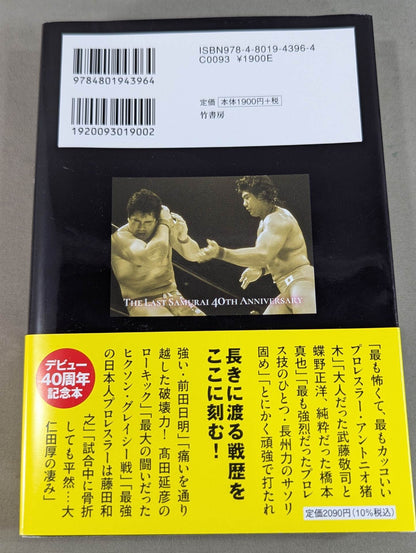 ISBN978-4-8019-4396-4
C0093 ¥1900E
9784801943964
定価 本体1900円+税
竹書房
1920093019002
THE LAST SAMURAI 40TH ANNIVERSARY
「最も怖くて、最もカッコいい
プロレスラー・アントニオ猪
木」「大人だった武藤敬司と
蝶野正洋、純粋だった橋本
真也」「最も強烈だったプロレ
ス技のひとつ・長州力のサソリ
固め」「とにかく頑強で打たれ
長きに渡る戦歴を
ここに刻む!
強い・前田日明」「痛いを通り
越した破壊力!髙田延彦の
ローキック」「最大の闘いだった
ヒクソン・グレイシー戦」「最強
の日本人プロレスラーは藤田和
之」「試合中に骨折
しても平然…大
仁田厚の凄み」
デビュー
40周年
記念本
定価2090円(10%税込)